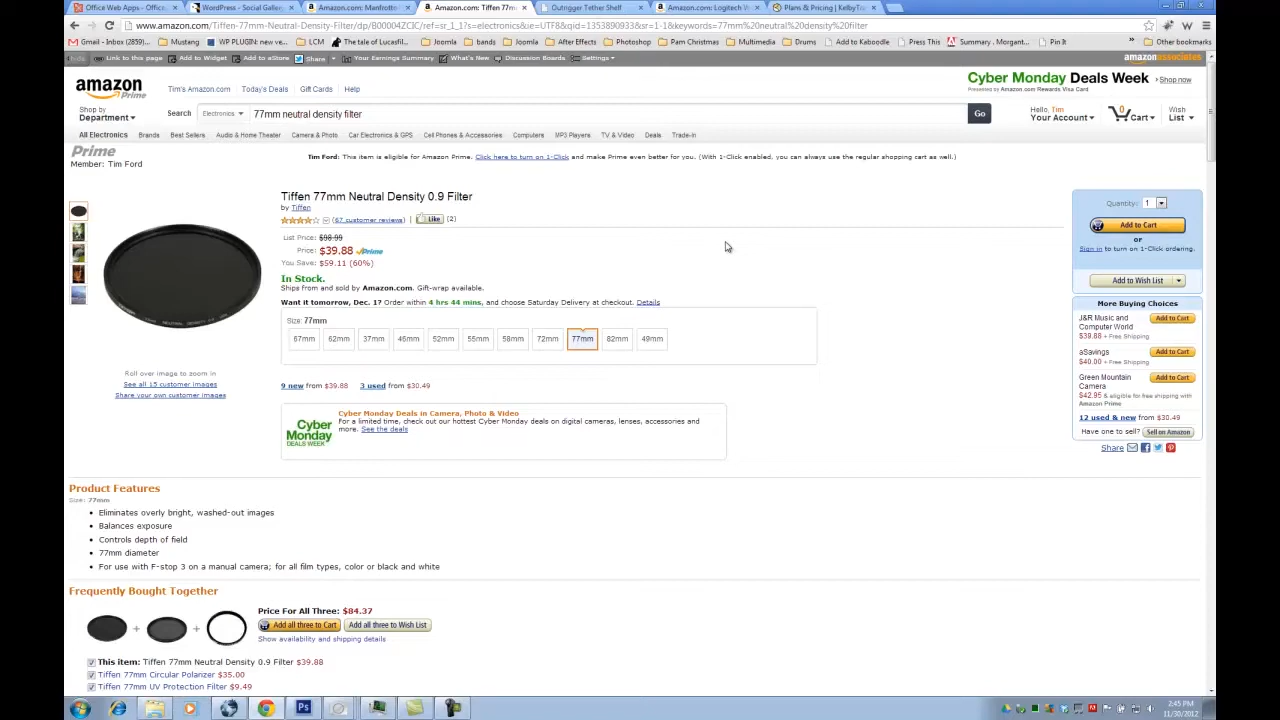 Office Web Apps - Office...
WordPress - Social Gallery
Amazon.com: Manfrotto
Amazon.com: Tiffen 77m
Outrigger Tether Shelf
Amazon.com: Logitech W
Plans & Pricing | KelbyTra
www.amazon.com/Tiffen-77mm-Neutral-Density-Filter/dp/B00004ZCJC/ref=sr_1_1?s=electronics&ie=UTF8&qid=1353890933&sr=1-1&keywords=77mm%20neutral%20density%20filter
Gmail - Inbox (2859)...
Mustang
WP PLUGIN: new ve...
LCM
The tale of Lucasfil...
Joomla
bands
Joomla
After Effects
Photoshop
Pam Christmas
Multimedia
Drums
Add to Kaboodle
Press This
Summary . Morgant...
Pin It
Other bookmarks
Link to this page
Add to Widget
Add to eStore
Share
Your Earnings Summary
What's New
Discussion Boards
Settings
amazonassociates
amazon
Prime
Tim's Amazon.com
Today's Deals
Gift Cards
Help
Cyber Monday Deals Week
Shop now
Presented by Amazon.com Rewards Visa Card
Shop by
Department
Search
Electronics
77mm neutral density filter
Go
Hello, Tim
Your Account
0
Cart
Wish
List
All Electronics
Brands
Best Sellers
Audio & Home Theater
Camera & Photo
Car Electronics & GPS
Cell Phones & Accessories
Computers
MP3 Players
TV & Video
Deals
Trade-in
Prime
Member: Tim Ford
Tim Ford: This item is eligible for Amazon Prime. Click here to turn on 1-Click and make Prime even better for you. (With 1-Click enabled, you can always use the regular shopping cart as well.)
Tiffen 77mm Neutral Density 0.9 Filter
by Tiffen
(67 customer reviews) | Like (2)
List Price: $98.99
Price: $39.88 Prime
You Save: $59.11 (60%)
In Stock.
Ships from and sold by Amazon.com. Gift-wrap available.
Want it tomorrow, Dec. 1? Order within 4 hrs 44 mins, and choose Saturday Delivery at checkout. Details
Size: 77mm
67mm 62mm 37mm 46mm 52mm 55mm 58mm 72mm 77mm 82mm 49mm
9 new from $39.88 3 used from $30.49
Cyber Monday DEALS WEEK
Cyber Monday Deals in Camera, Photo & Video
For a limited time, check out our hottest Cyber Monday deals on digital cameras, lenses, accessories and
more. See the deals
Roll over image to zoom in
See all 15 customer images
Share your own customer images
Quantity: 1
Add to Cart
or
Sign in to turn on 1-Click ordering.
Add to Wish List
More Buying Choices
J&R Music and
Computer World
Add to Cart
$39.88 + Free Shipping
aSavings
Add to Cart
$40.00 + Free Shipping
Green Mountain
Camera
Add to Cart
$42.95 & eligible for free shipping with
Amazon Prime
12 used & new from $30.49
Have one to sell? Sell on Amazon
Share
Product Features
Size: 77mm
Eliminates overly bright, washed-out images
Balances exposure
Controls depth of field
77mm diameter
For use with F-stop 3 on a manual camera; for all film types, color or black and white
Frequently Bought Together
Price For All Three: $84.37
Add all three to Cart
Add all three to Wish List
Show availability and shipping details
This item: Tiffen 77mm Neutral Density 0.9 Filter $39.88
Tiffen 77mm Circular Polarizer $35.00
Tiffen 77mm UV Protection Filter $9.49
2:45 PM
11/30/2012